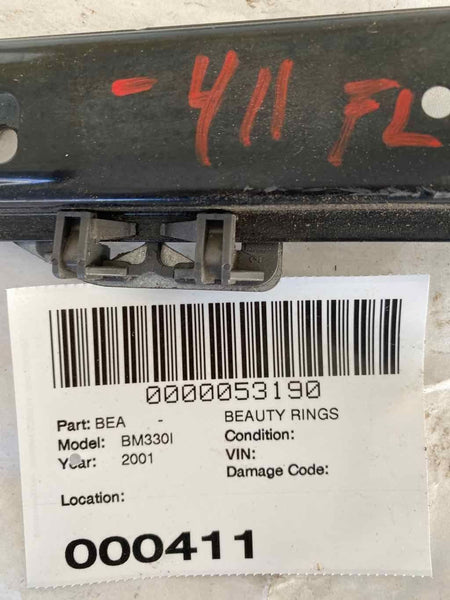 -411 FL
0000053190
Part: BEA - BEAUTY RINGS
Model: BM330I Condition:
Year: 2001 VIN:
Damage Code:
Location:
000411